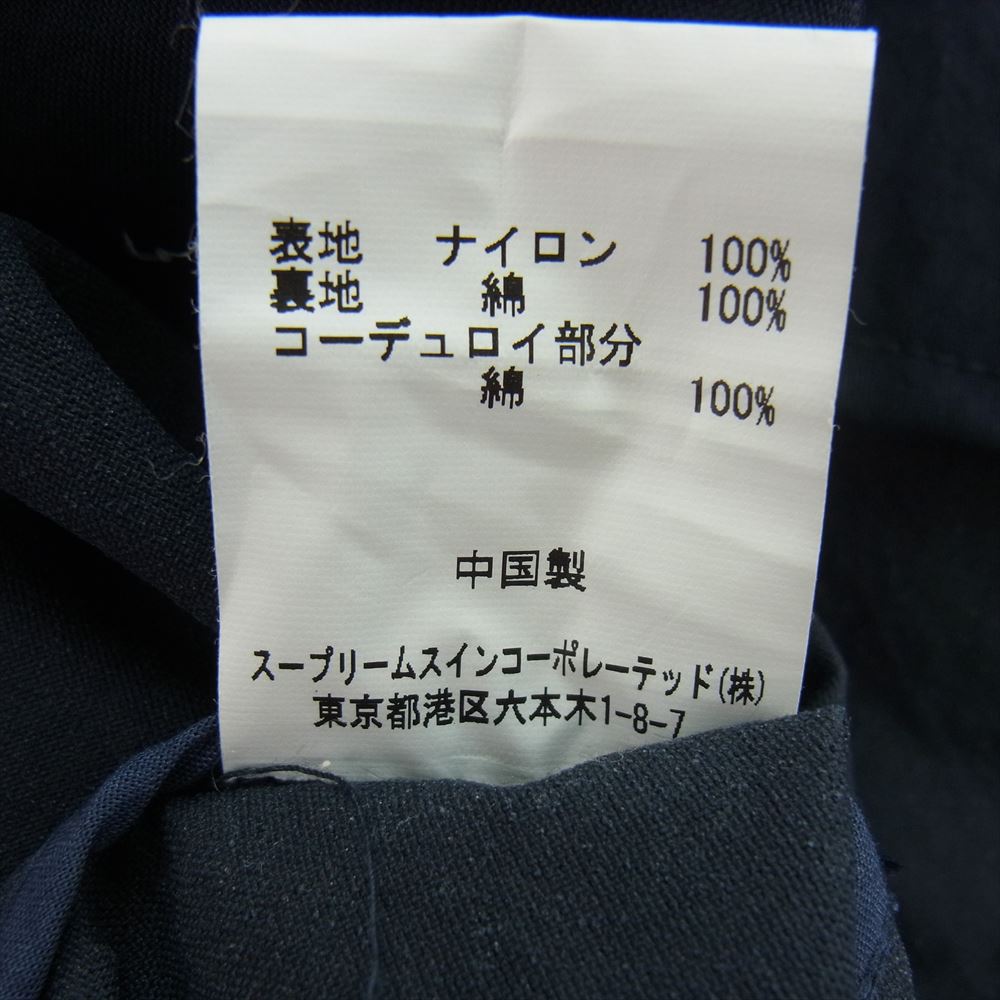 表地 ナイロン 100%
裏地 綿 100%
コーデュロイ部分
綿 100%
中国製
スープリームスインコーポレーテッド(株)
東京都港区六本木1-8-7